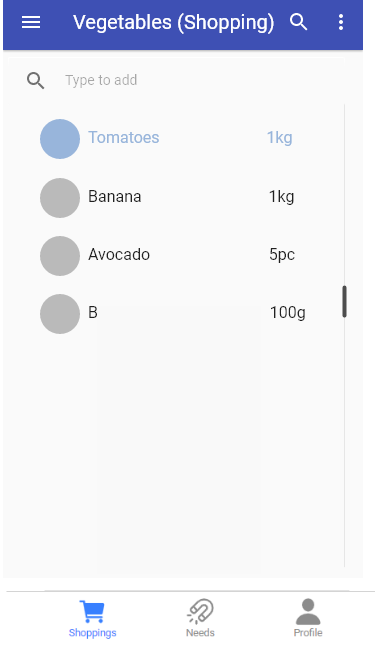 Vegetables (Shopping)
Type to add
Tomatoes 1kg
Banana 1kg
Avocado 5pc
B 100g
Shoppings Needs Profile